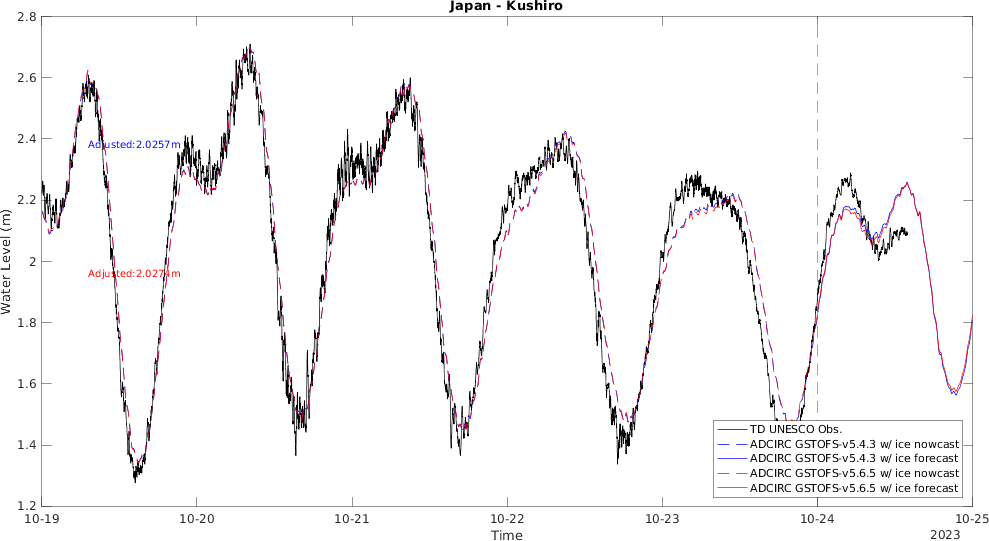 Japan - Kushiro
2.8
2.6
2.4
2.2
2
1.8
1.6
1.4
1.2
Water Level (m)
Adjusted:2.0257m
Adjusted:2.0274m
TD UNESCO Obs.
ADCIRC GSTOFS-v5.4.3 w/ ice nowcast
ADCIRC GSTOFS-v5.4.3 w/ ice forecast
ADCIRC GSTOFS-v5.6.5 w/ ice nowcast
ADCIRC GSTOFS-v5.6.5 w/ ice forecast
10-19 10-20 10-21 10-22 10-23 10-24 10-25
Time
2023